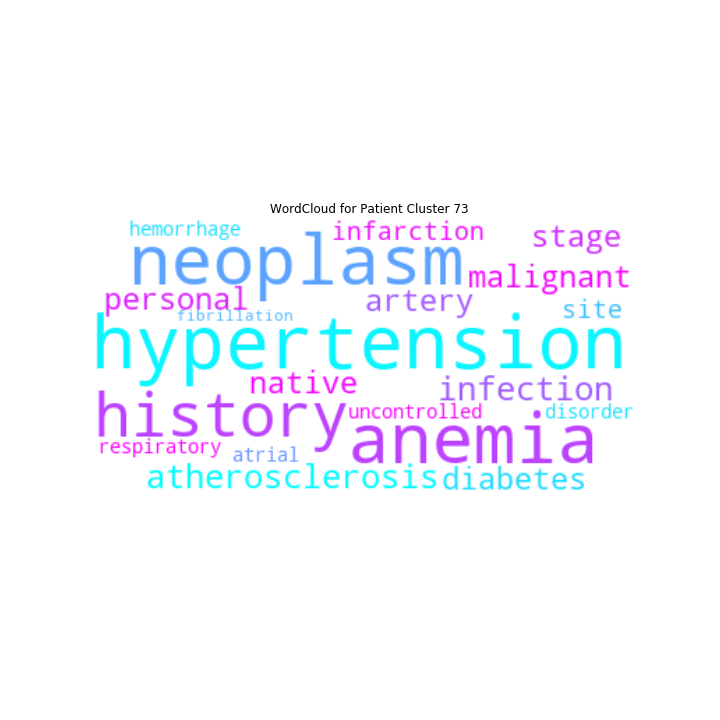 WordCloud for Patient Cluster 73
hemorrhage
infarction
stage
neoplasm
malignant
personal
artery
site
fibrillation
hypertension
native
infection
history
uncontrolled
disorder
anemia
respiratory
atrial
atherosclerosis
diabetes